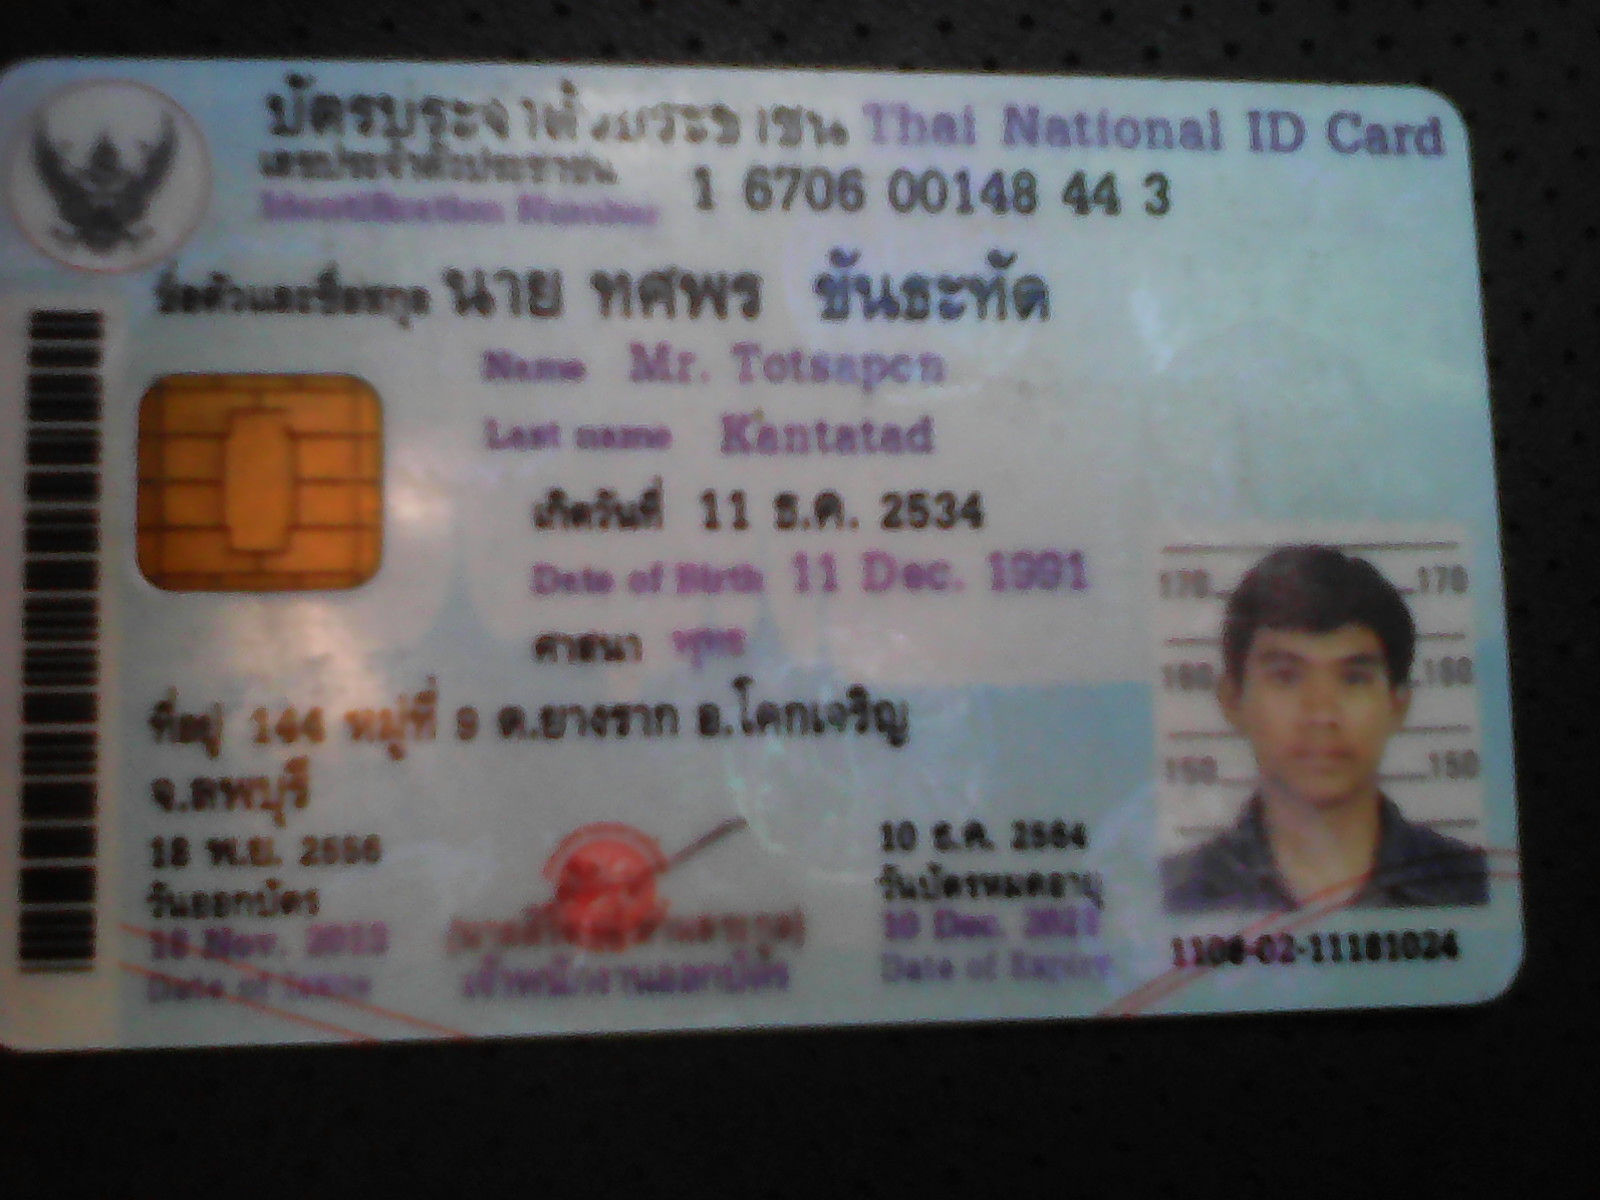 บัตรประจำตัวประชาชน Thai National ID Card
เลขประจำตัวประชาชน
Identification Number 1 6706 00148 44 3
ชื่อตัวและชื่อสกุล นาย ทศพร ขันธะทัด
Name Mr. Totsapon
Last name Kantatad
เกิดวันที่ 11 ธ.ค. 2534
Date of Birth 11 Dec. 1991
ศาสนา พุทธ
ที่อยู่ 144 หมู่ที่ 9 ต.ยางราก อ.โคกเจริญ
จ.ลพบุรี
18 พ.ย. 2556
วันออกบัตร
18 Nov. 2013
Date of Issue
เจ้าพนักงานออกบัตร
10 ธ.ค. 2564
วันบัตรหมดอายุ
10 Dec. 2021
Date of Expiry
170 170
160 160
150 150
1106-02-11181024